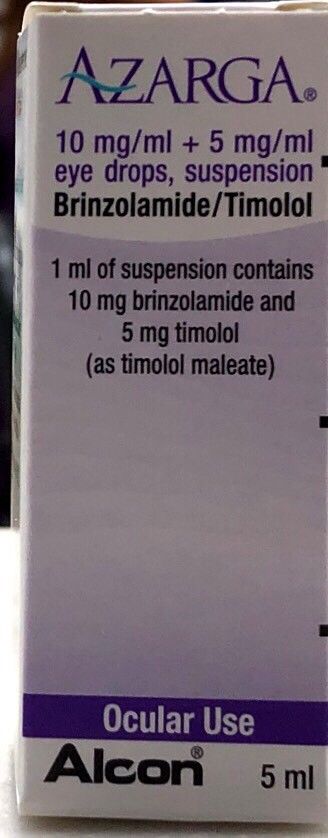 AZARGA®
10 mg/ml + 5 mg/ml
eye drops, suspension
Brinzolamide/Timolol
1 ml of suspension contains
10 mg brinzolamide and
5 mg timolol
(as timolol maleate)
Ocular Use
Alcon®
5 ml